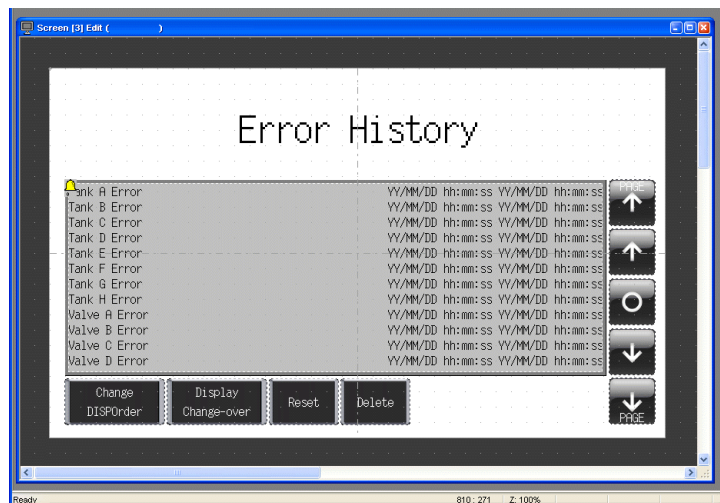 Screen [3] Edit ( )
Error History
Tank A Error YY/MM/DD hh:mm:ss YY/MM/DD hh:mm:ss
Tank B Error YY/MM/DD hh:mm:ss YY/MM/DD hh:mm:ss
Tank C Error YY/MM/DD hh:mm:ss YY/MM/DD hh:mm:ss
Tank D Error YY/MM/DD hh:mm:ss YY/MM/DD hh:mm:ss
Tank E Error YY/MM/DD hh:mm:ss YY/MM/DD hh:mm:ss
Tank F Error YY/MM/DD hh:mm:ss YY/MM/DD hh:mm:ss
Tank G Error YY/MM/DD hh:mm:ss YY/MM/DD hh:mm:ss
Tank H Error YY/MM/DD hh:mm:ss YY/MM/DD hh:mm:ss
Valve A Error YY/MM/DD hh:mm:ss YY/MM/DD hh:mm:ss
Valve B Error YY/MM/DD hh:mm:ss YY/MM/DD hh:mm:ss
Valve C Error YY/MM/DD hh:mm:ss YY/MM/DD hh:mm:ss
Valve D Error YY/MM/DD hh:mm:ss YY/MM/DD hh:mm:ss
PAGE
Change
DISPOrder
Display
Change-over
Reset
Delete
PAGE
Ready
810 : 271
Z: 100%